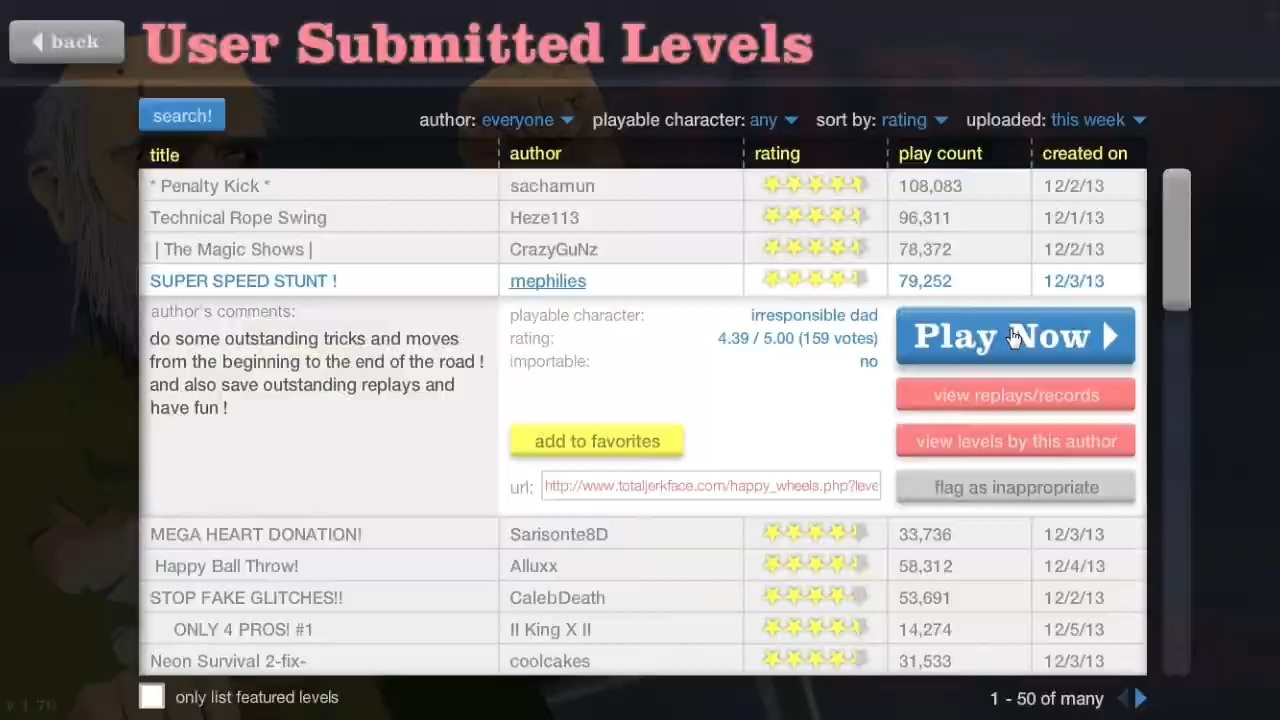 back
User Submitted Levels
search!
author: everyone playable character: any sort by: rating uploaded: this week
title author rating play count created on
* Penalty Kick * sachamun 108,083 12/2/13
Technical Rope Swing Heze113 96,311 12/1/13
| The Magic Shows | CrazyGuNz 78,372 12/2/13
SUPER SPEED STUNT ! mephilies 79,252 12/3/13
author's comments:
do some outstanding tricks and moves
from the beginning to the end of the road !
and also save outstanding replays and
have fun !
playable character: irresponsible dad
rating: 4.39 / 5.00 (159 votes)
importable: no
add to favorites
url: http://www.totaljerkface.com/happy_wheels.php?leve
Play Now
view replays/records
view levels by this author
flag as inappropriate
MEGA HEART DONATION! Sarisonte8D 33,736 12/3/13
Happy Ball Throw! Alluxx 58,312 12/4/13
STOP FAKE GLITCHES!! CalebDeath 53,691 12/2/13
ONLY 4 PROS! #1 II King X II 14,274 12/5/13
Neon Survival 2-fix- coolcakes 31,533 12/3/13
only list featured levels
1 - 50 of many
v 1.70